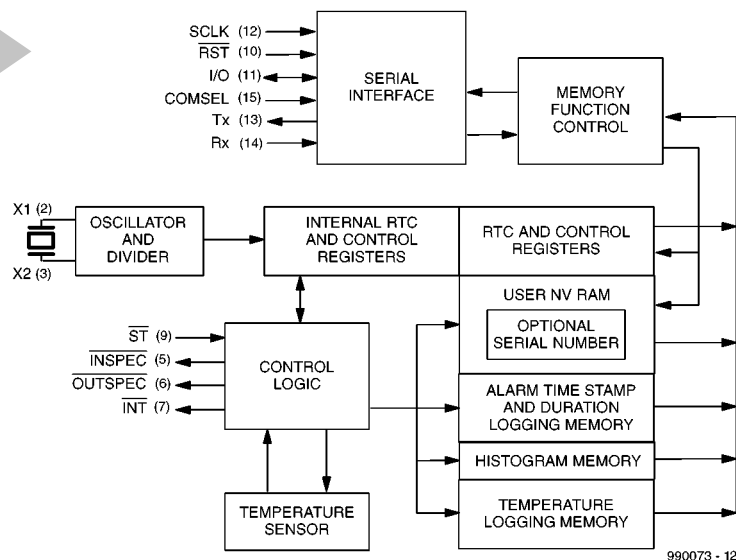 SCLK (12)
RST (10)
I/O (11)
COMSEL (15)
Tx (13)
Rx (14)
SERIAL
INTERFACE
MEMORY
FUNCTION
CONTROL
X1 (2)
X2 (3)
OSCILLATOR
AND
DIVIDER
INTERNAL RTC
AND CONTROL
REGISTERS
RTC AND CONTROL
REGISTERS
USER NV RAM
OPTIONAL
SERIAL NUMBER
ST (9)
INSPEC (5)
OUTSPEC (6)
INT (7)
CONTROL
LOGIC
ALARM TIME STAMP
AND DURATION
LOGGING MEMORY
HISTOGRAM MEMORY
TEMPERATURE
LOGGING MEMORY
TEMPERATURE
SENSOR
990073 - 12